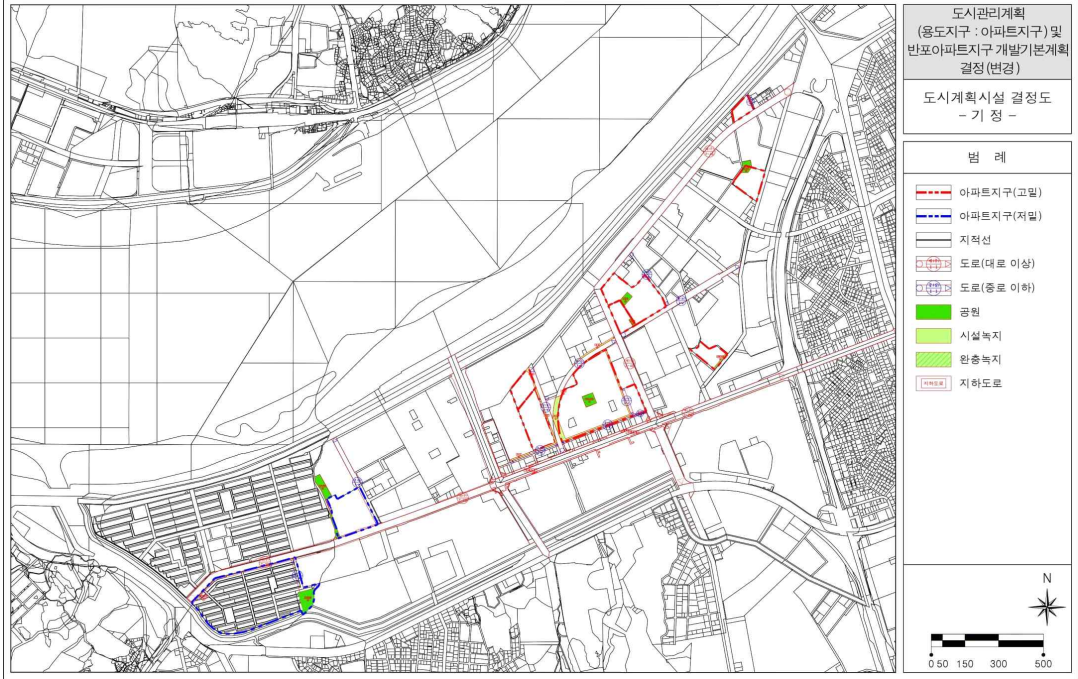 도시관리계획
(용도지구 : 아파트지구) 및
반포아파트지구 개발기본계획
결정(변경)
도시계획시설 결정도
- 기 정 -
범 례
아파트지구(고밀)
아파트지구(저밀)
지적선
도로(대로 이상)
도로(중로 이하)
공원
시설녹지
완충녹지
지하도로
지하도로
N
0 50 150 300 500